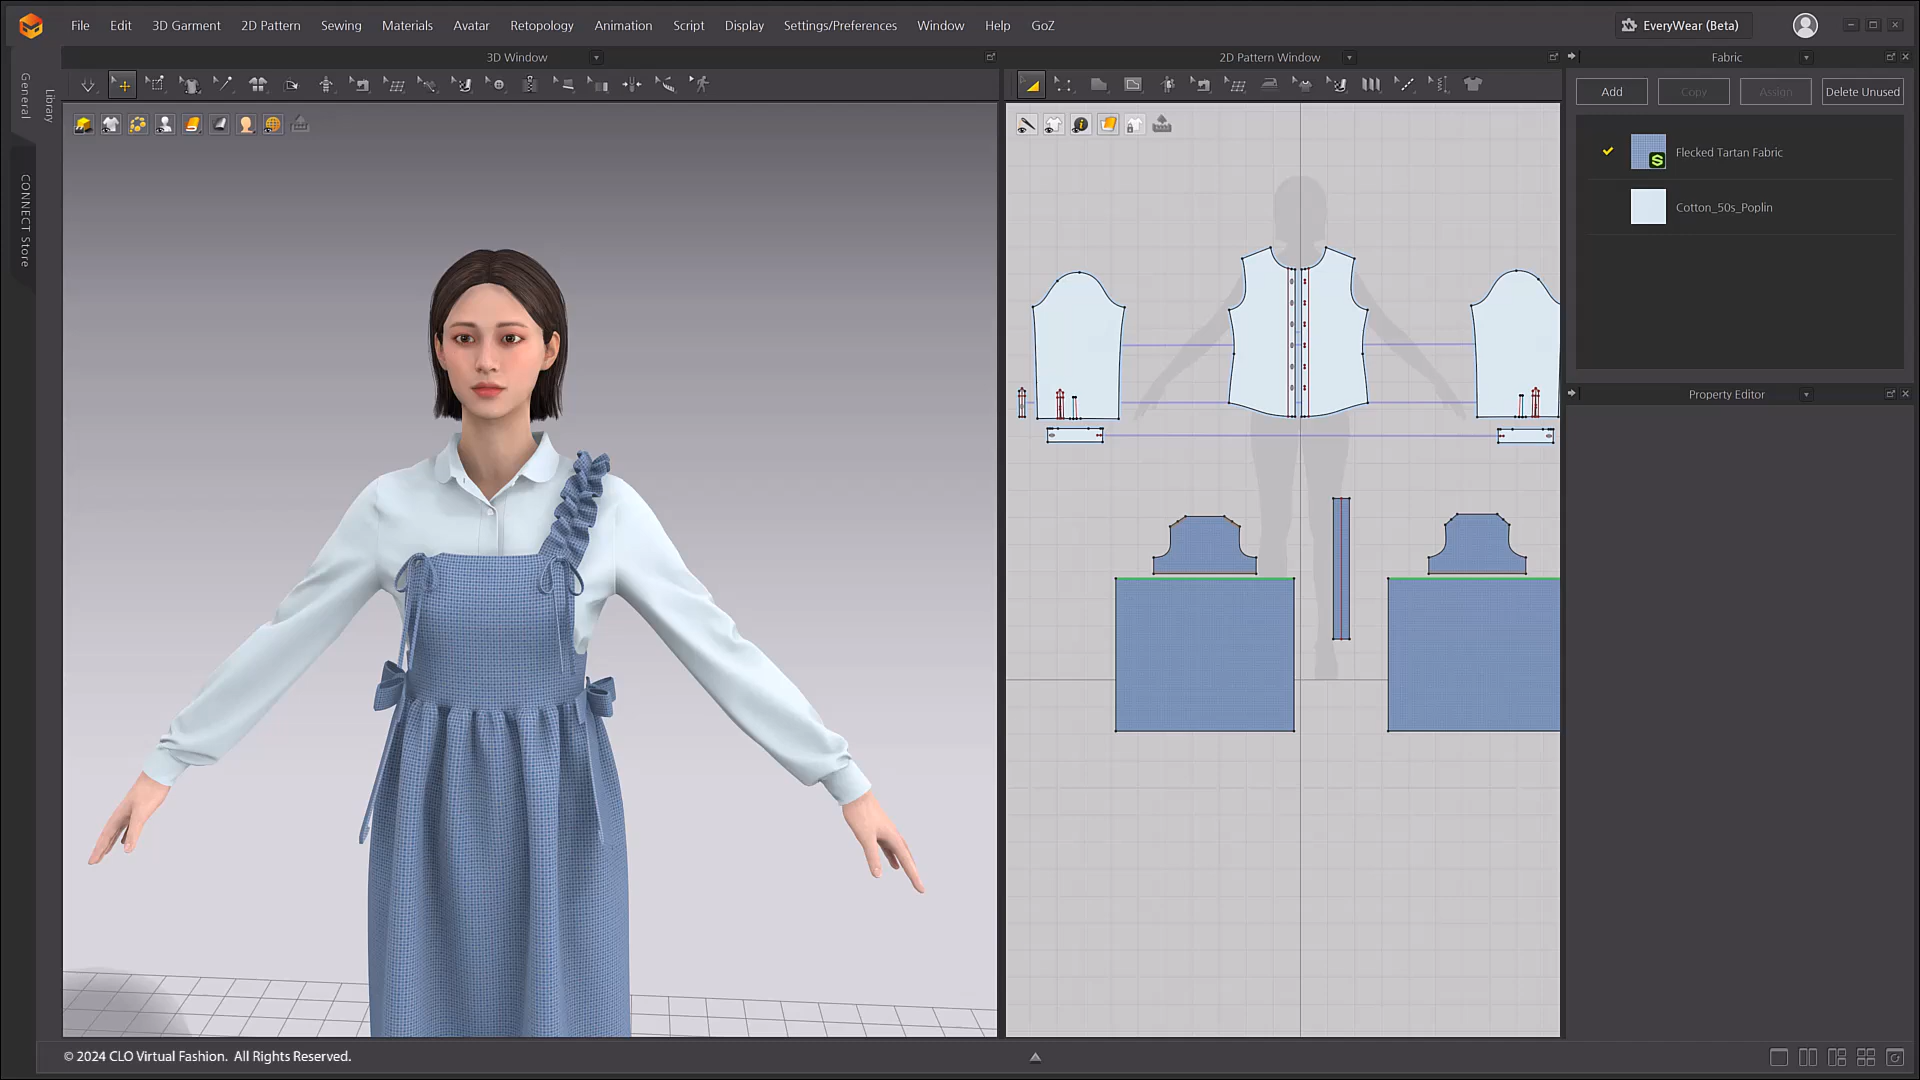 File Edit 3D Garment 2D Pattern Sewing Materials Avatar Retopology Animation Script Display Settings/Preferences Window Help GoZ EveryWear (Beta)
3D Window 2D Pattern Window Fabric
General
Library
CONNECT Store
Add Copy Assign Delete Unused
Flecked Tartan Fabric
Cotton_50s_Poplin
Property Editor
© 2024 CLO Virtual Fashion. All Rights Reserved.